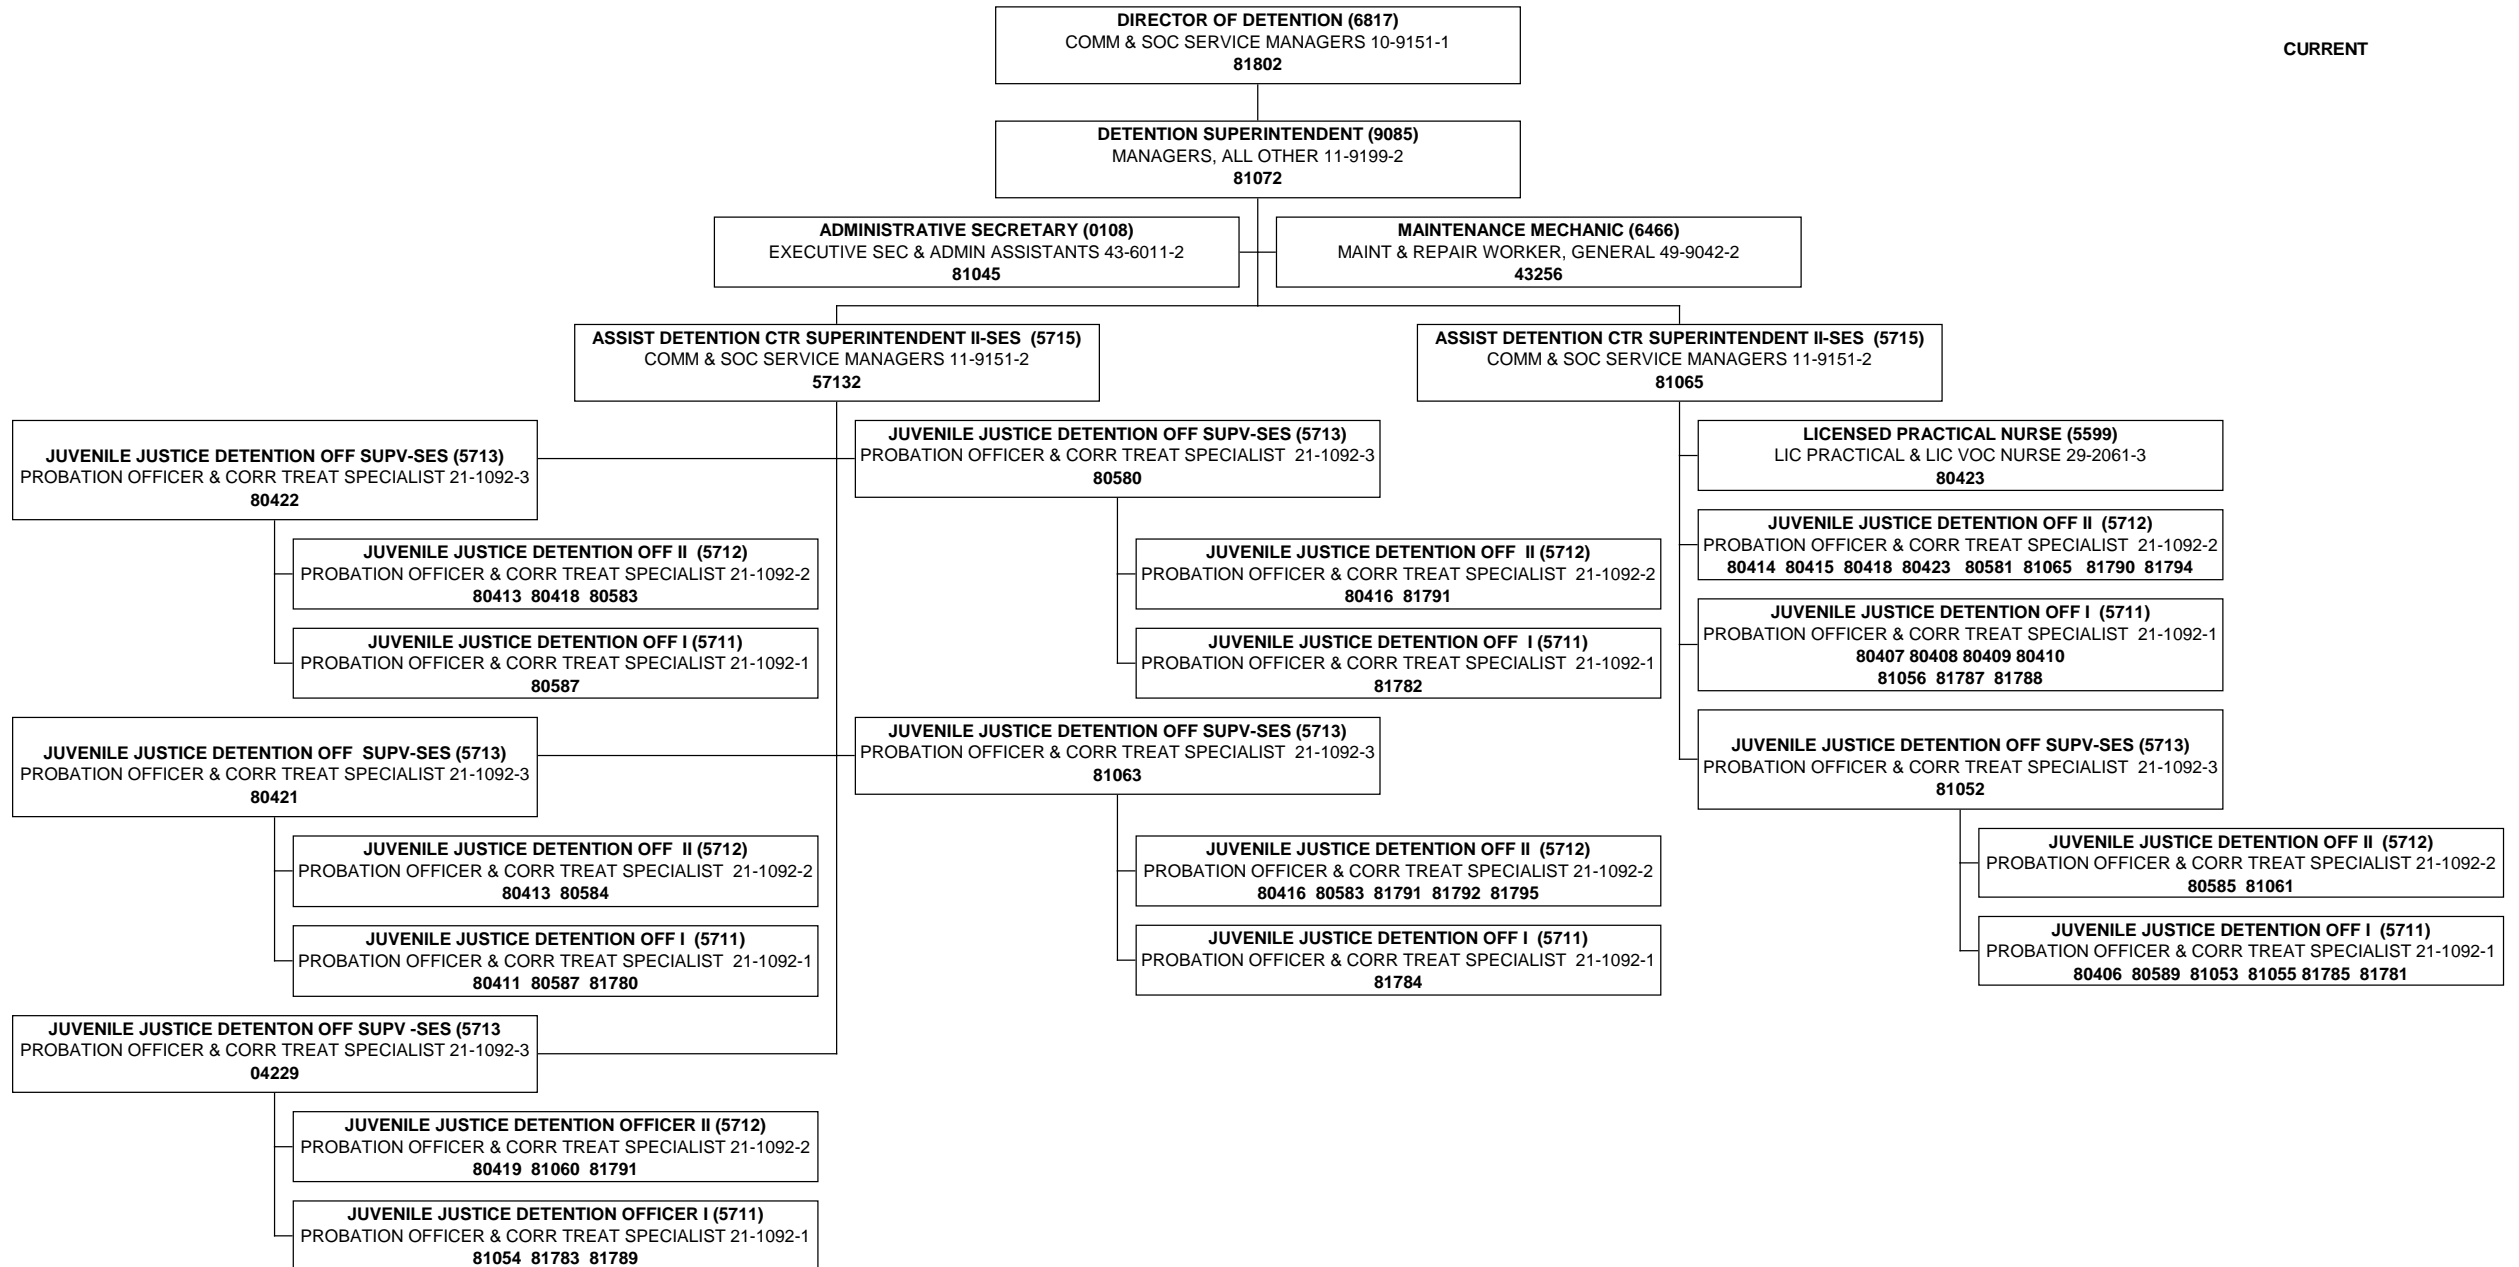 DIRECTOR OF DETENTION (6817)
COMM & SOC SERVICE MANAGERS 10-9151-1
81802
CURRENT
DETENTION SUPERINTENDENT (9085)
MANAGERS, ALL OTHER 11-9199-2
81072
ADMINISTRATIVE SECRETARY (0108)
EXECUTIVE SEC & ADMIN ASSISTANTS 43-6011-2
81045
MAINTENANCE MECHANIC (6466)
MAINT & REPAIR WORKER, GENERAL 49-9042-2
43256
ASSIST DETENTION CTR SUPERINTENDENT II-SES (5715)
COMM & SOC SERVICE MANAGERS 11-9151-2
57132
ASSIST DETENTION CTR SUPERINTENDENT II-SES (5715)
COMM & SOC SERVICE MANAGERS 11-9151-2
81065
JUVENILE JUSTICE DETENTION OFF SUPV-SES (5713)
PROBATION OFFICER & CORR TREAT SPECIALIST 21-1092-3
80422
JUVENILE JUSTICE DETENTION OFF II (5712)
PROBATION OFFICER & CORR TREAT SPECIALIST 21-1092-2
80413 80418 80583
JUVENILE JUSTICE DETENTION OFF I (5711)
PROBATION OFFICER & CORR TREAT SPECIALIST 21-1092-1
80587
JUVENILE JUSTICE DETENTION OFF SUPV-SES (5713)
PROBATION OFFICER & CORR TREAT SPECIALIST 21-1092-3
80421
JUVENILE JUSTICE DETENTION OFF II (5712)
PROBATION OFFICER & CORR TREAT SPECIALIST 21-1092-2
80413 80584
JUVENILE JUSTICE DETENTION OFF I (5711)
PROBATION OFFICER & CORR TREAT SPECIALIST 21-1092-1
80411 80587 81780
JUVENILE JUSTICE DETENTON OFF SUPV -SES (5713
PROBATION OFFICER & CORR TREAT SPECIALIST 21-1092-3
04229
JUVENILE JUSTICE DETENTION OFFICER II (5712)
PROBATION OFFICER & CORR TREAT SPECIALIST 21-1092-2
80419 81060 81791
JUVENILE JUSTICE DETENTION OFFICER I (5711)
PROBATION OFFICER & CORR TREAT SPECIALIST 21-1092-1
81054 81783 81789
JUVENILE JUSTICE DETENTION OFF SUPV-SES (5713)
PROBATION OFFICER & CORR TREAT SPECIALIST 21-1092-3
80580
JUVENILE JUSTICE DETENTION OFF II (5712)
PROBATION OFFICER & CORR TREAT SPECIALIST 21-1092-2
80416 81791
JUVENILE JUSTICE DETENTION OFF I (5711)
PROBATION OFFICER & CORR TREAT SPECIALIST 21-1092-1
81782
JUVENILE JUSTICE DETENTION OFF SUPV-SES (5713)
PROBATION OFFICER & CORR TREAT SPECIALIST 21-1092-3
81063
JUVENILE JUSTICE DETENTION OFF II (5712)
PROBATION OFFICER & CORR TREAT SPECIALIST 21-1092-2
80416 80583 81791 81792 81795
JUVENILE JUSTICE DETENTION OFF I (5711)
PROBATION OFFICER & CORR TREAT SPECIALIST 21-1092-1
81784
LICENSED PRACTICAL NURSE (5599)
LIC PRACTICAL & LIC VOC NURSE 29-2061-3
80423
JUVENILE JUSTICE DETENTION OFF II (5712)
PROBATION OFFICER & CORR TREAT SPECIALIST 21-1092-2
80414 80415 80418 80423 80581 81065 81790 81794
JUVENILE JUSTICE DETENTION OFF I (5711)
PROBATION OFFICER & CORR TREAT SPECIALIST 21-1092-1
80407 80408 80409 80410
81056 81787 81788
JUVENILE JUSTICE DETENTION OFF SUPV-SES (5713)
PROBATION OFFICER & CORR TREAT SPECIALIST 21-1092-3
81052
JUVENILE JUSTICE DETENTION OFF II (5712)
PROBATION OFFICER & CORR TREAT SPECIALIST 21-1092-2
80585 81061
JUVENILE JUSTICE DETENTION OFF I (5711)
PROBATION OFFICER & CORR TREAT SPECIALIST 21-1092-1
80406 80589 81053 81055 81785 81781